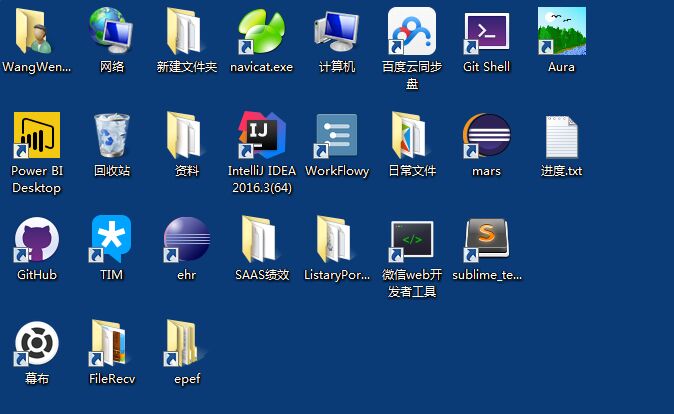 WangWen...
网络
新建文件夹
navicat.exe
计算机
百度云同步
盘
Git Shell
Aura
Power BI
Desktop
回收站
资料
IJ
IntelliJ IDEA
2016.3(64)
WorkFlowy
日常文件
mars
进度.txt
GitHub
TIM
ehr
SAAS绩效
ListaryPor...
</>
微信web开
发者工具
S
sublime_te...
幕布
FileRecv
epef